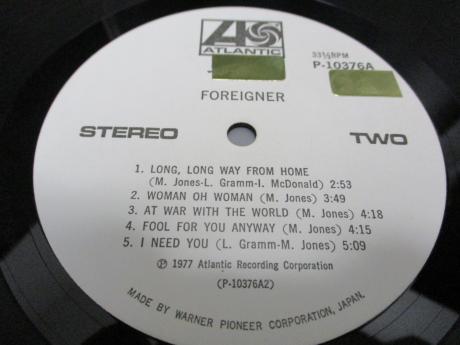 ATLANTIC
33⅓RPM
P-10376A
FOREIGNER
STEREO
TWO
1. LONG, LONG WAY FROM HOME
(M. Jones-L. Gramm-I. McDonald) 2:53
2. WOMAN OH WOMAN (M. Jones) 3:49
3. AT WAR WITH THE WORLD (M. Jones) 4:18
4. FOOL FOR YOU ANYWAY (M. Jones) 4:15
5. I NEED YOU (L. Gramm-M. Jones) 5:09
Ⓟ 1977 Atlantic Recording Corporation
(P-10376A2)
MADE BY WARNER PIONEER CORPORATION, JAPAN.